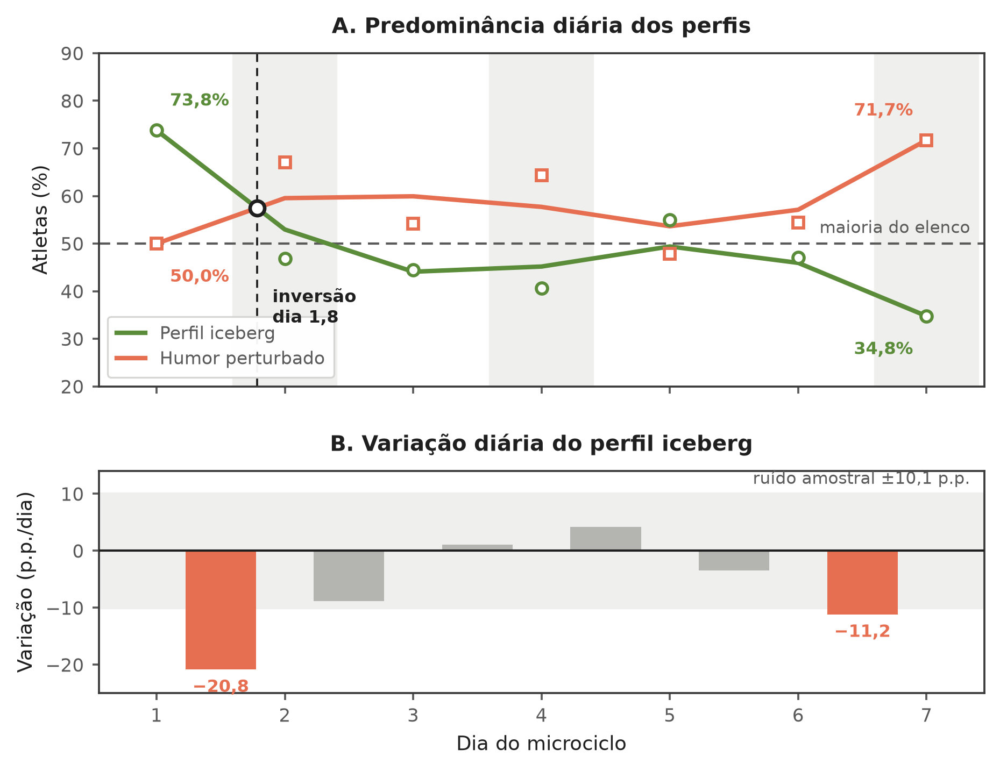 A. Predominância diária dos perfis
Atletas (%)
90
80
70
60
50
40
30
20
73,8%
50,0%
71,7%
34,8%
maioria do elenco
inversão
dia 1,8
Perfil iceberg
Humor perturbado
B. Variação diária do perfil iceberg
Variação (p.p./dia)
10
0
−10
−20
ruído amostral ±10,1 p.p.
−20,8
−11,2
1 2 3 4 5 6 7
Dia do microciclo